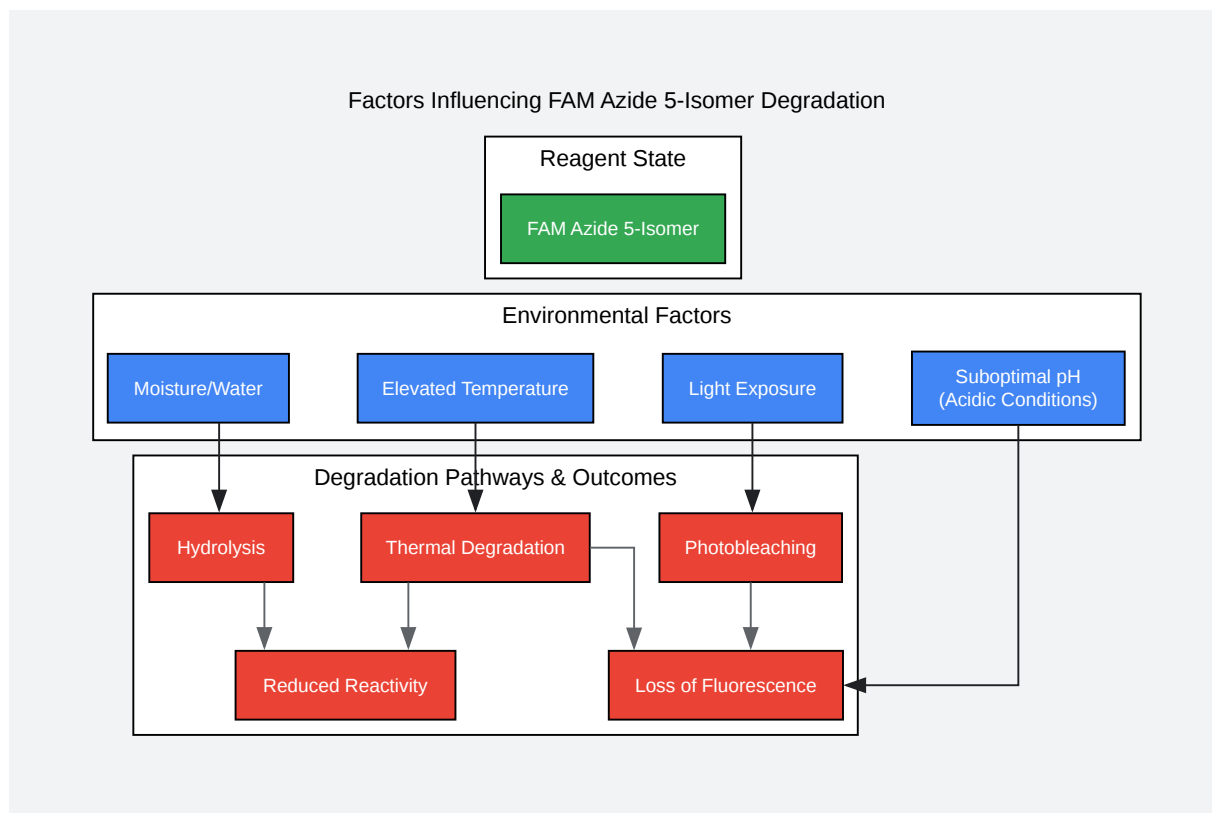 Factors Influencing FAM Azide 5-Isomer Degradation
Reagent State
FAM Azide 5-Isomer
Environmental Factors
Moisture/Water
Elevated Temperature
Light Exposure
Suboptimal pH
(Acidic Conditions)
Degradation Pathways & Outcomes
Hydrolysis
Thermal Degradation
Photobleaching
Reduced Reactivity
Loss of Fluorescence